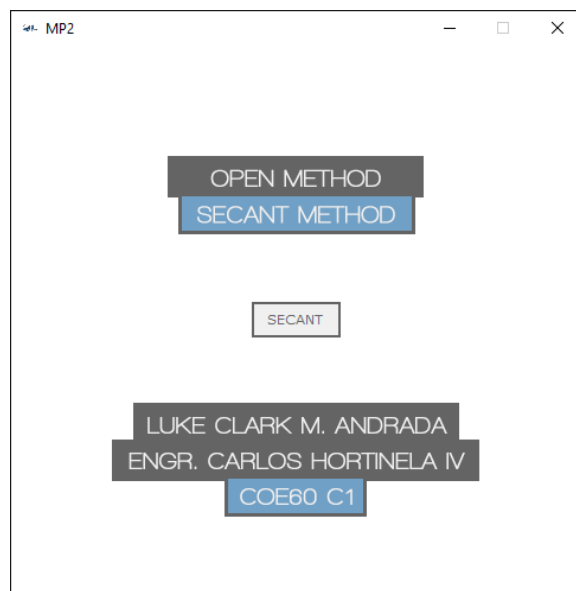 MP2
OPEN METHOD
SECANT METHOD
SECANT
LUKE CLARK M. ANDRADA
ENGR. CARLOS HORTINELA IV
COE60 C1